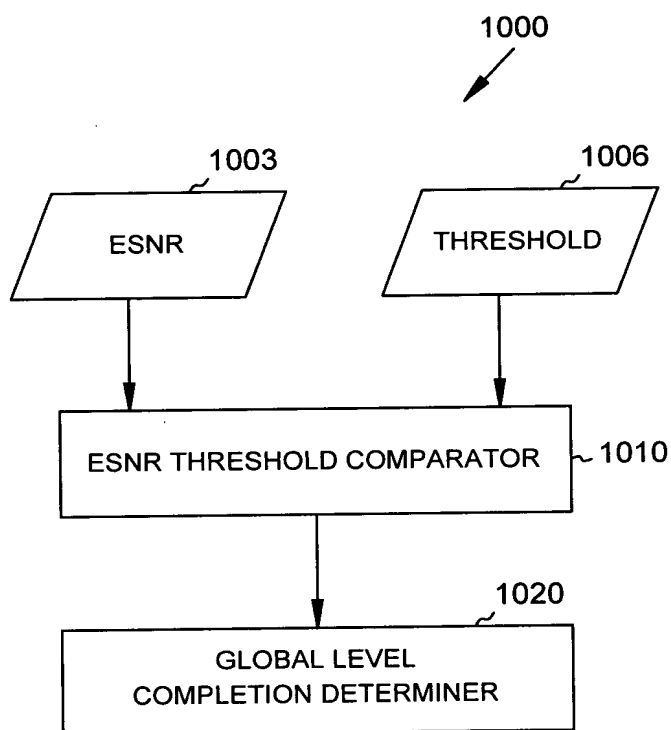 1000
1003
1006
ESNR
THRESHOLD
ESNR THRESHOLD COMPARATOR
1010
1020
GLOBAL LEVEL
COMPLETION DETERMINER